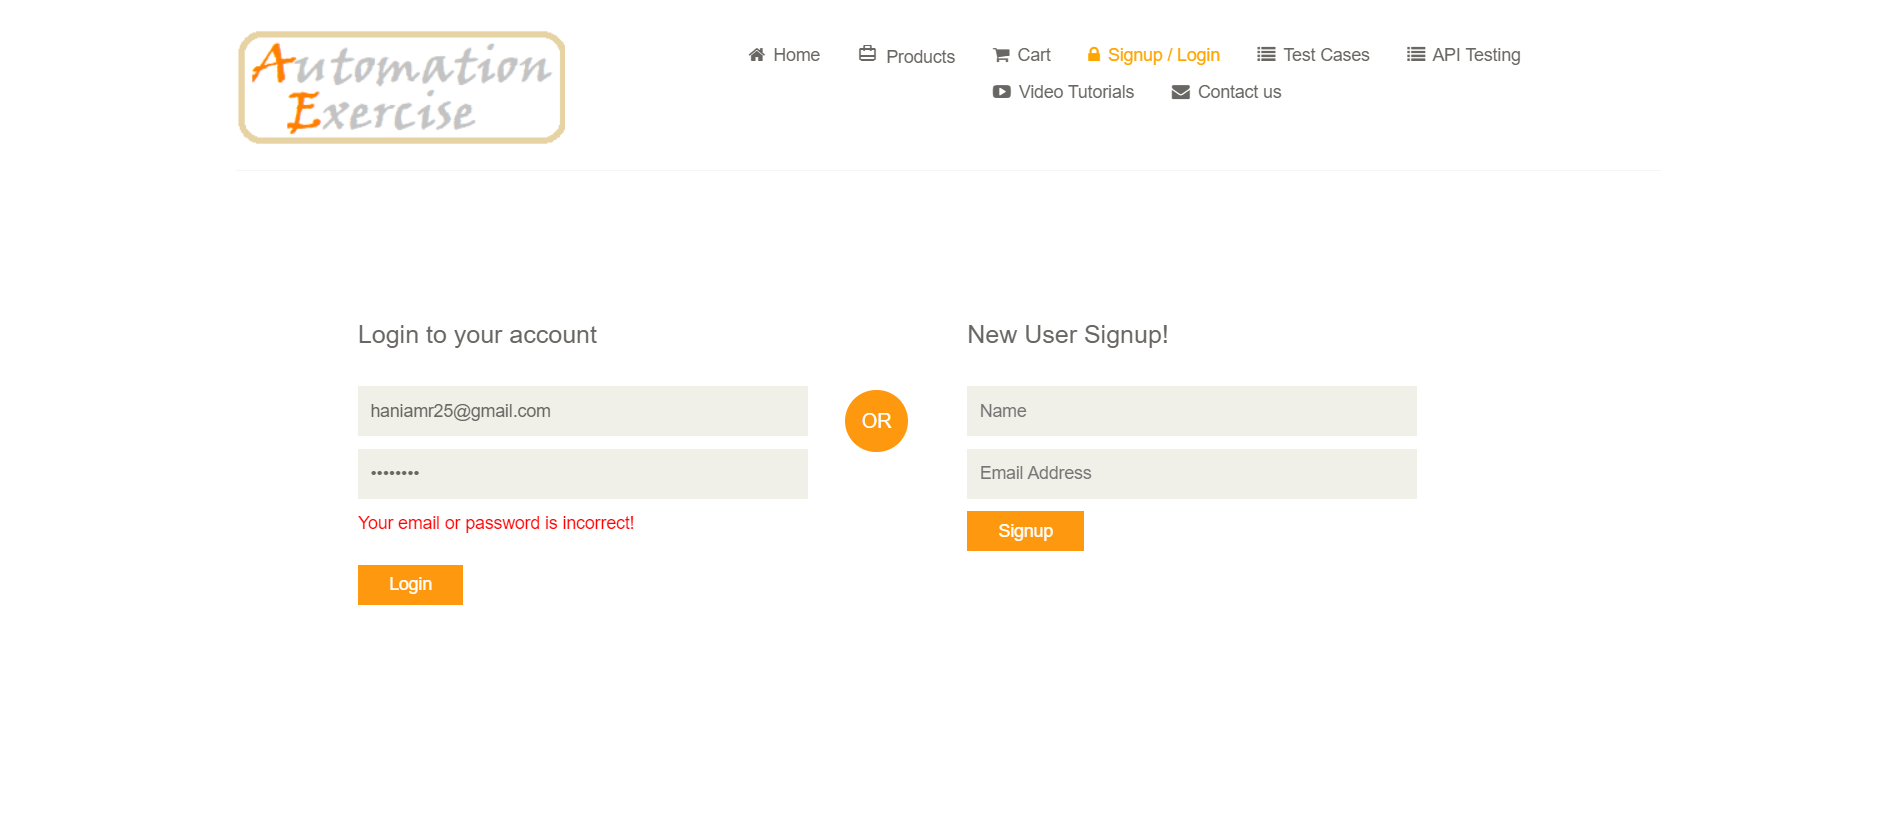 Automation
Exercise
Home Products Cart Signup / Login Test Cases API Testing
Video Tutorials Contact us
Login to your account
haniamr25@gmail.com
••••••••
Your email or password is incorrect!
Login
OR
New User Signup!
Name
Email Address
Signup